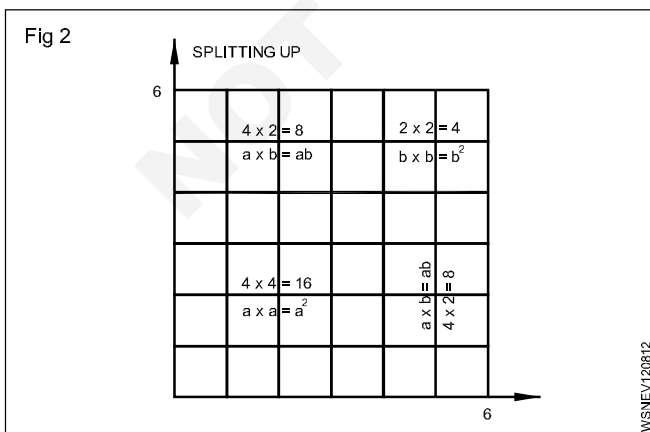 Fig 2
SPLITTING UP
6
4 x 2 = 8
a x b = ab
2 x 2 = 4
b x b = b²
4 x 4 = 16
a x a = a²
a x b = ab
4 x 2 = 8
6
WSNEV120812
NOT